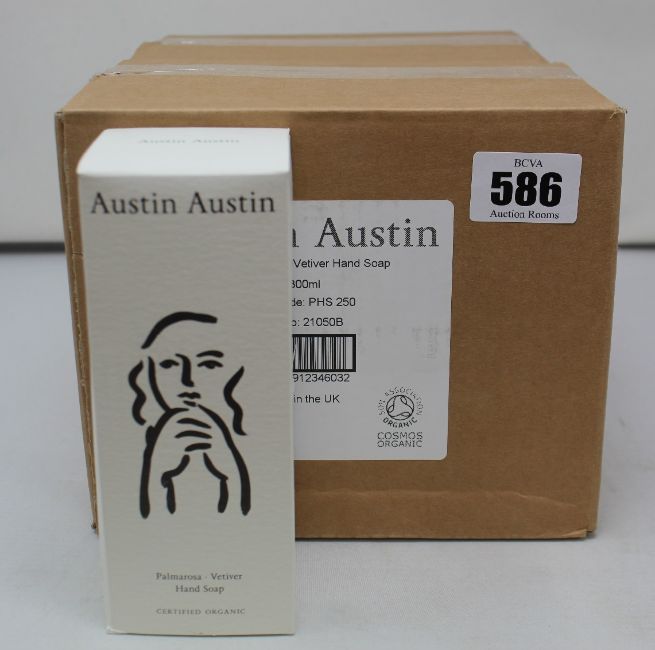 Austin Austin
Austin Austin
Palmarosa · Vetiver
Hand Soap
CERTIFIED ORGANIC
BCVA
586
Auction Rooms
n Austin
Vetiver Hand Soap
300ml
de: PHS 250
o: 21050B
912346032
in the UK
SOIL ASSOCIATION
ORGANIC
COSMOS
ORGANIC